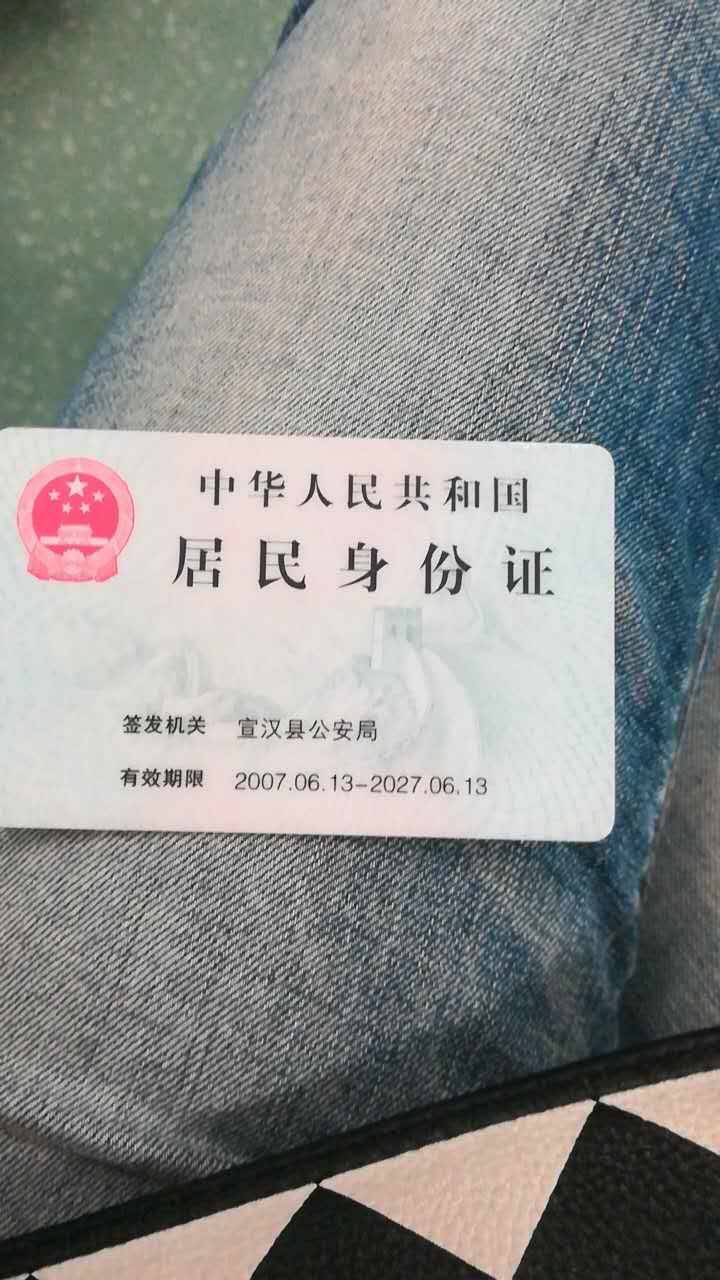 中华人民共和国
居民身份证
签发机关 宣汉县公安局
有效期限 2007.06.13-2027.06.13